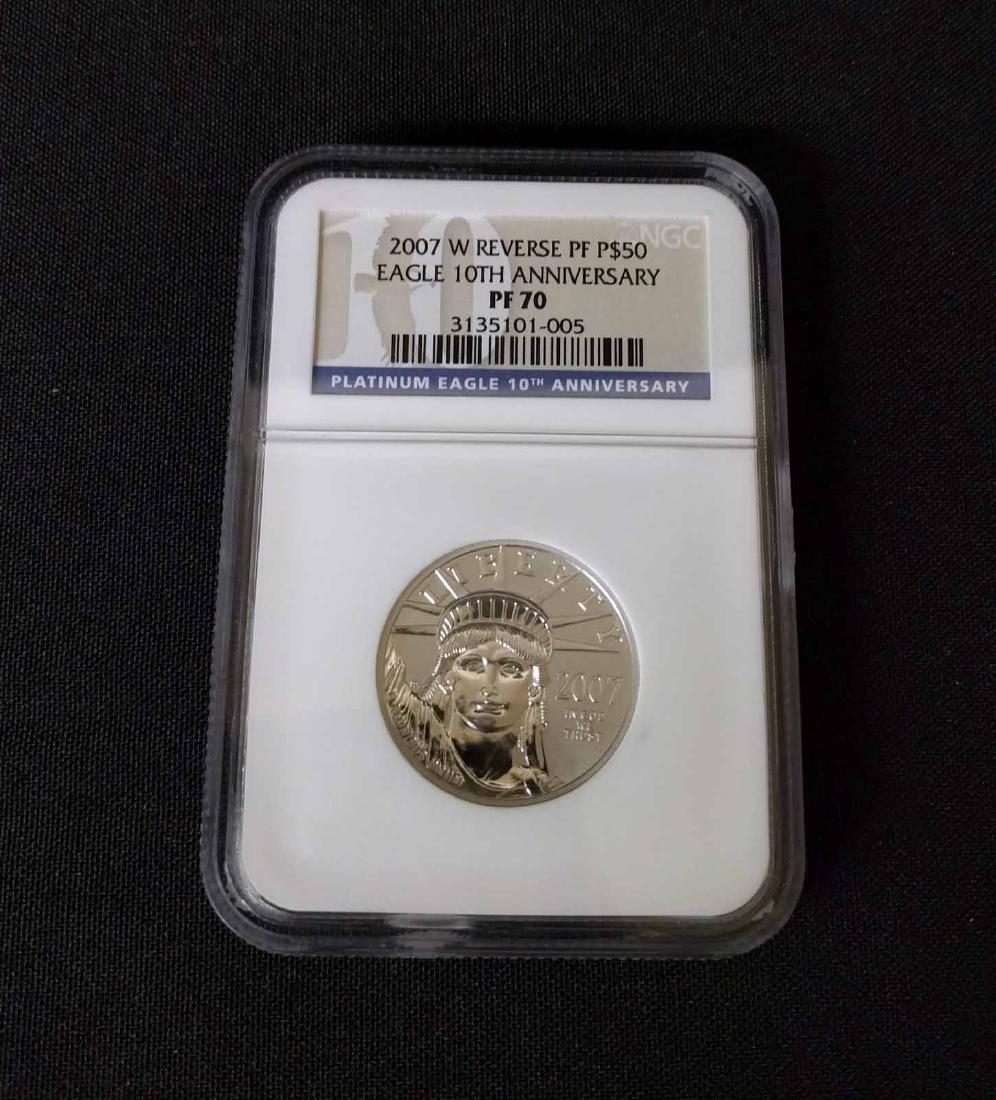 NGC
2007 W REVERSE PF P$50
EAGLE 10TH ANNIVERSARY
PF 70
3135101-005
PLATINUM EAGLE 10TH ANNIVERSARY
LIBERTY
2007
IN GOD
WE
TRUST